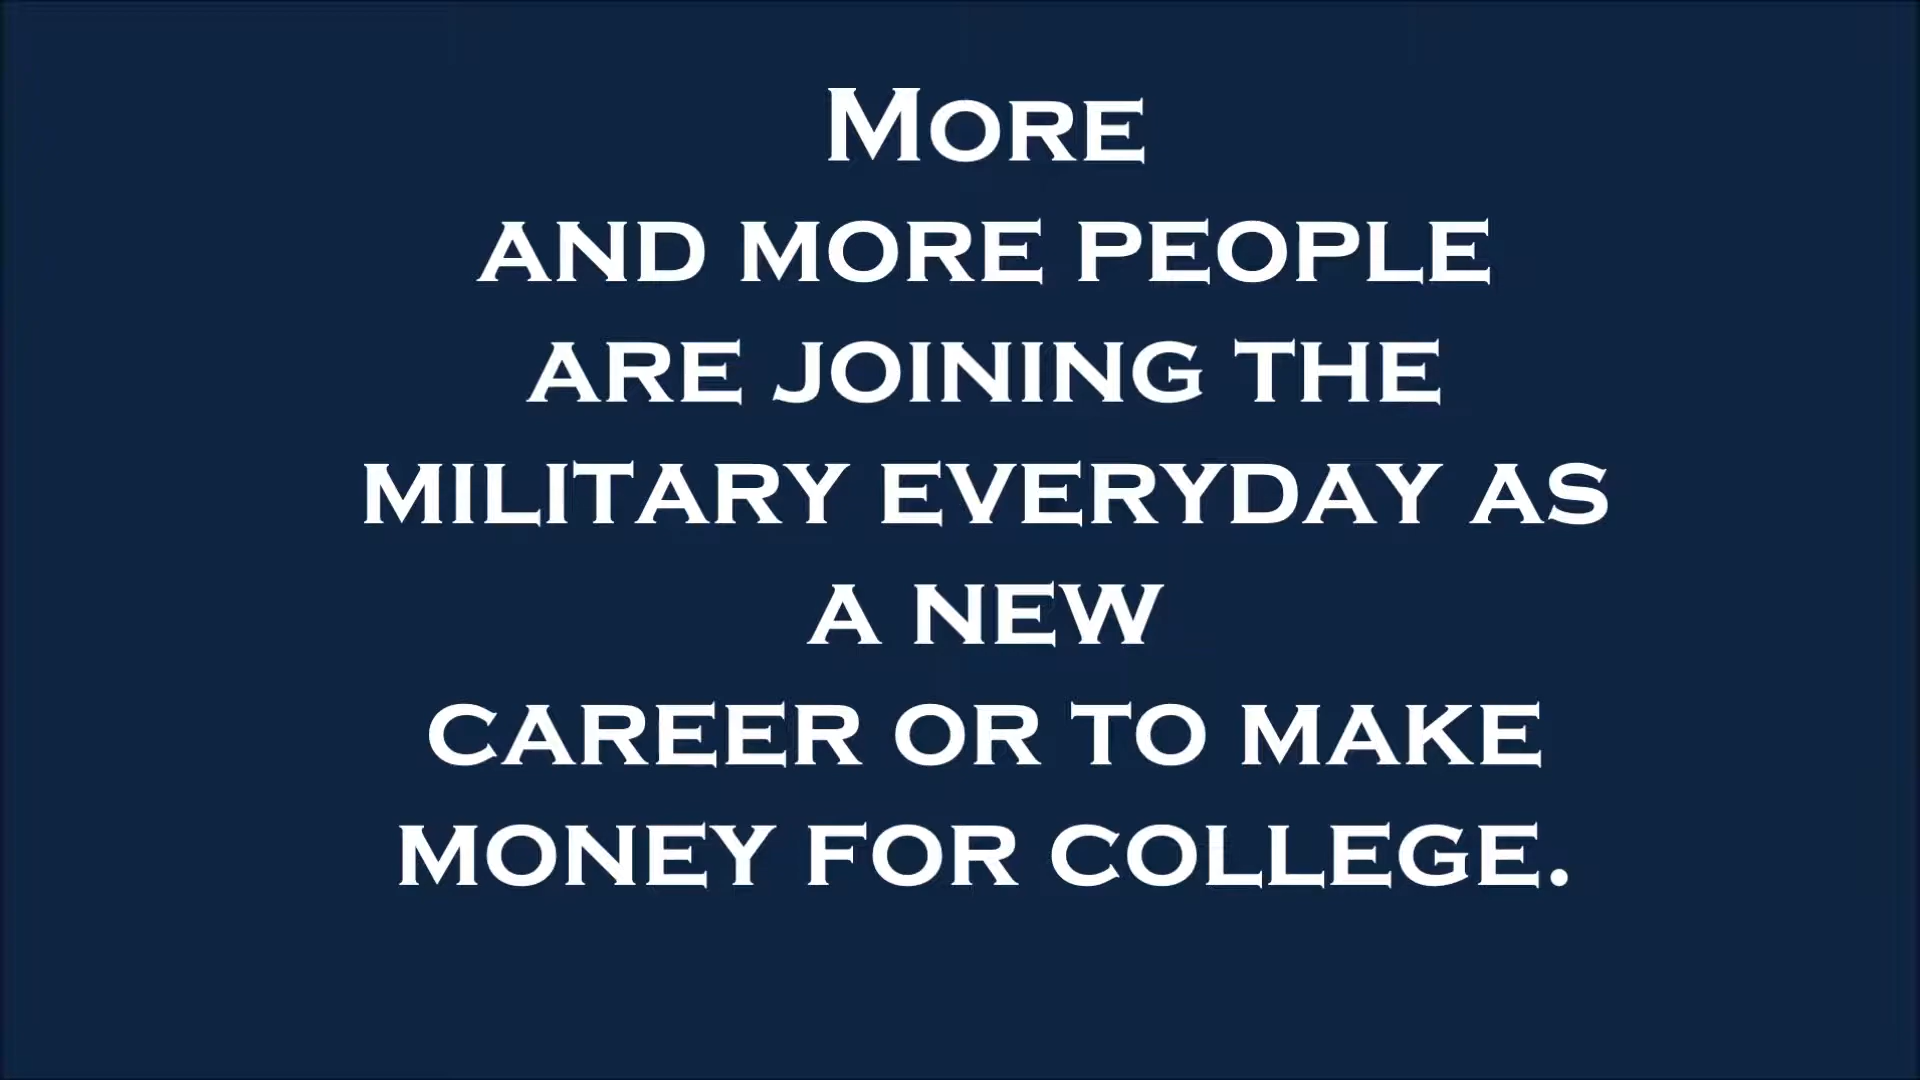 More
and more people
are joining the
military everyday as
a new
career or to make
money for college.